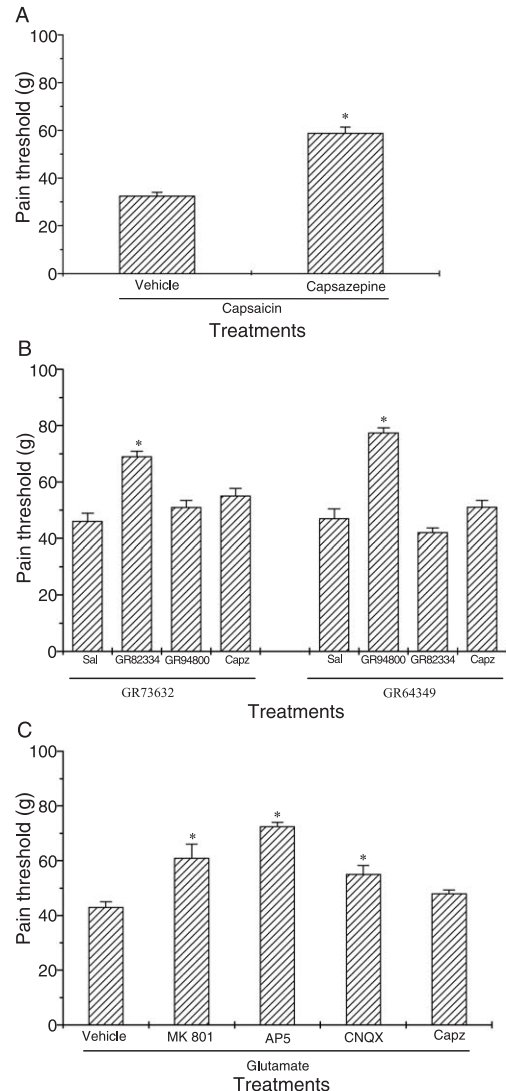 A
100
80
60
40
20
0
Pain threshold (g)
*
Vehicle Capsazepine
Capsaicin
Treatments
B
100
80
60
40
20
0
Pain threshold (g)
* *
Sal GR82334 GR94800 Capz Sal GR94800 GR82334 Capz
GR73632 GR64349
Treatments
C
100
80
60
40
20
0
Pain threshold (g)
* * *
Vehicle MK 801 AP5 CNQX Capz
Glutamate
Treatments